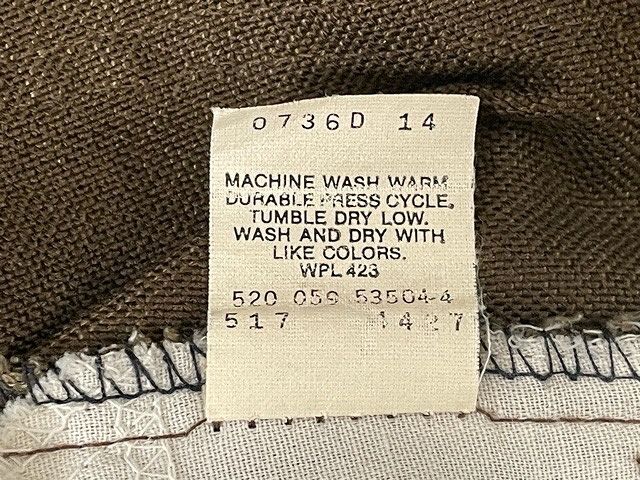 0736D 14
MACHINE WASH WARM,
DURABLE PRESS CYCLE,
TUMBLE DRY LOW.
WASH AND DRY WITH
LIKE COLORS.
WPL 423
520 059 53504-4
517 1427